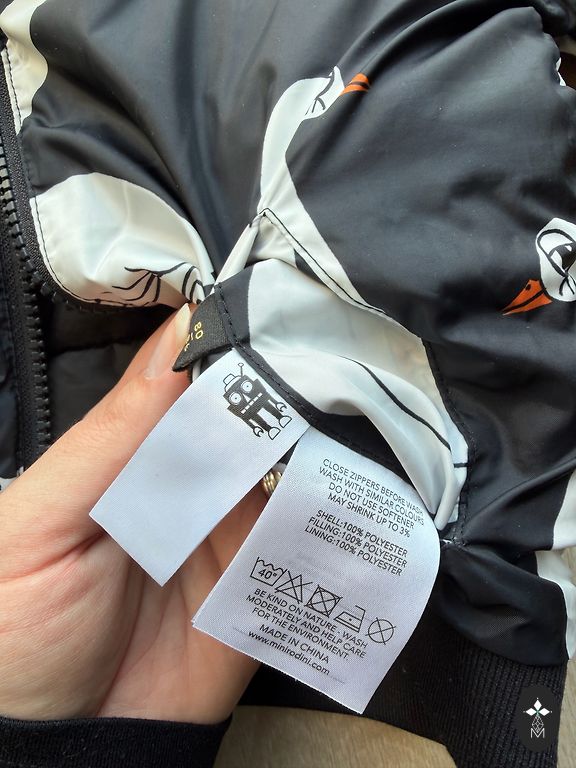 80
CLOSE ZIPPERS BEFORE WASH
WASH WITH SIMILAR COLOURS
DO NOT USE SOFTENER
MAY SHRINK UP TO 3%
SHELL:100% POLYESTER
FILLING:100% POLYESTER
LINING:100% POLYESTER
40°
BE KIND ON NATURE - WASH
MODERATELY AND HELP CARE
FOR THE ENVIRONMENT.
MADE IN CHINA
www.minirodini.com
M